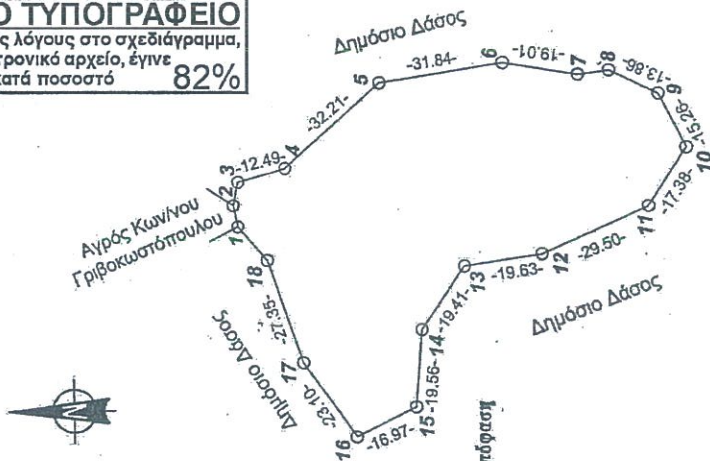 Ο ΤΥΠΟΓΡΑΦΕΙΟ
ς λόγους στο σχεδιάγραμμα,
τρονικό αρχείο, έγινε
κατά ποσοστό 82%
Δημόσιο Δάσος
5
-31.84-
6
-19.01-
7
8
-13.86-
9
-15.26-
10
-32.21-
4
-12.49-
3
2
1
Αγρός Κων/νου
Γριβοκωστόπουλου
18
-17.38-
11
-29.50-
12
-19.63-
13
Δημόσιο Δάσος
-27.35-
-19.41-
14
17
Δημόσιο Δάσος
-19.56-
-23.10-
15
-16.97-
16
N
πόφαση